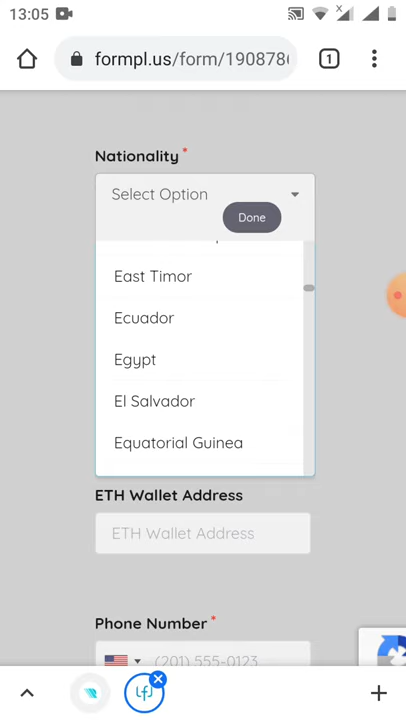 13:05
formpl.us/form/1908786
1
Nationality *
Select Option
Done
East Timor
Ecuador
Egypt
El Salvador
Equatorial Guinea
ETH Wallet Address
ETH Wallet Address
Phone Number *
(201) 555-0123